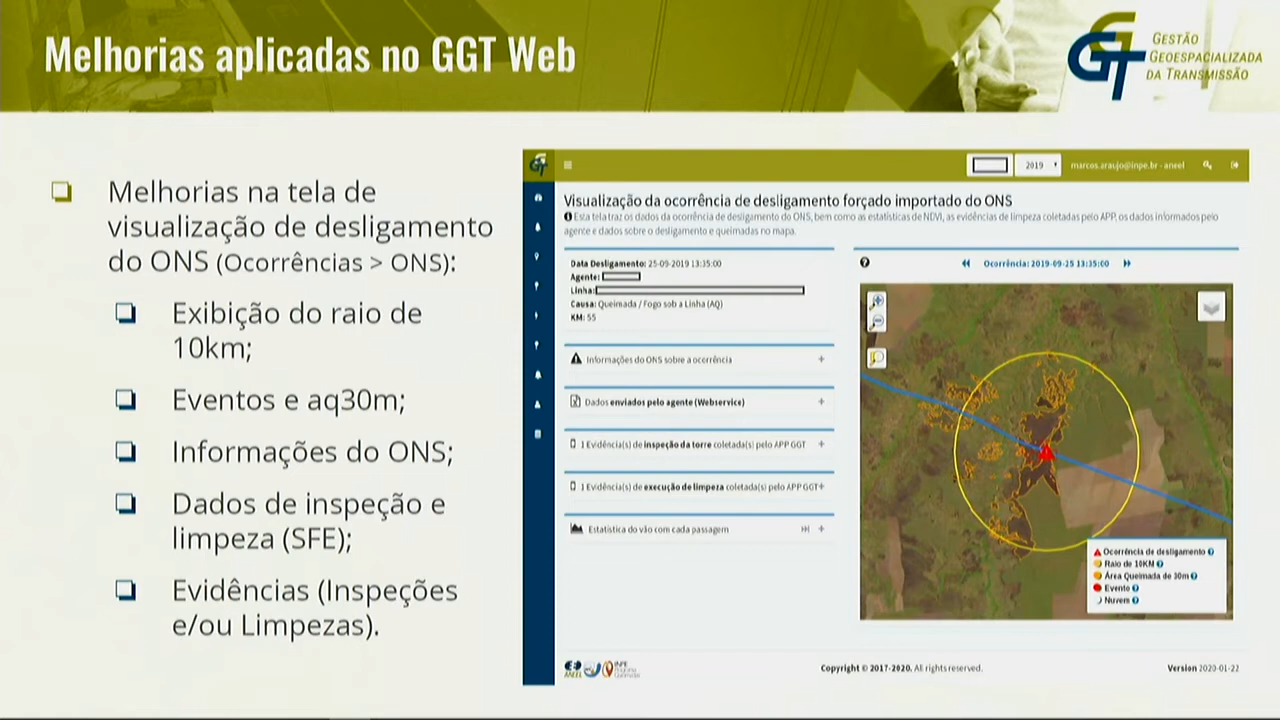 Melhorias aplicadas no GGT Web
GESTÃO
GEOESPACIALIZADA
DA TRANSMISSÃO
Melhorias na tela de
visualização de desligamento
do ONS (Ocorrências > ONS):
Exibição do raio de
10km;
Eventos e aq30m;
Informações do ONS;
Dados de inspeção e
limpeza (SFE);
Evidências (Inspeções
e/ou Limpezas).
2019
marcos.araujo@inpe.br - aneel
Visualização da ocorrência de desligamento forçado importado do ONS
Esta tela traz os dados da ocorrência de desligamento do ONS, bem como as estatísticas de NDVI, as evidências de limpeza coletadas pelo APP, os dados informados pelo
agente e dados sobre o desligamento e queimadas no mapa.
Data Desligamento: 25-09-2019 13:35:00
Agente:
Linha:
Causa: Queimada / Fogo sob a Linha (AQ)
KM: 55
Informações do ONS sobre a ocorrência +
Dados enviados pelo agente (Webservice) +
1 Evidência(s) de inspeção da torre coletada(s) pelo APP GGT +
1 Evidência(s) de execução de limpeza coletada(s) pelo APP GGT +
Estatística do vão com cada passagem +
Ocorrência: 2019-09-25 13:35:00
Ocorrência de desligamento
Raio de 10KM
Área Queimada de 30m
Evento
Nuvem
ANEEL
INPE
Programa
Queimadas
Copyright © 2017-2020. All rights reserved.
Version 2020-01-22